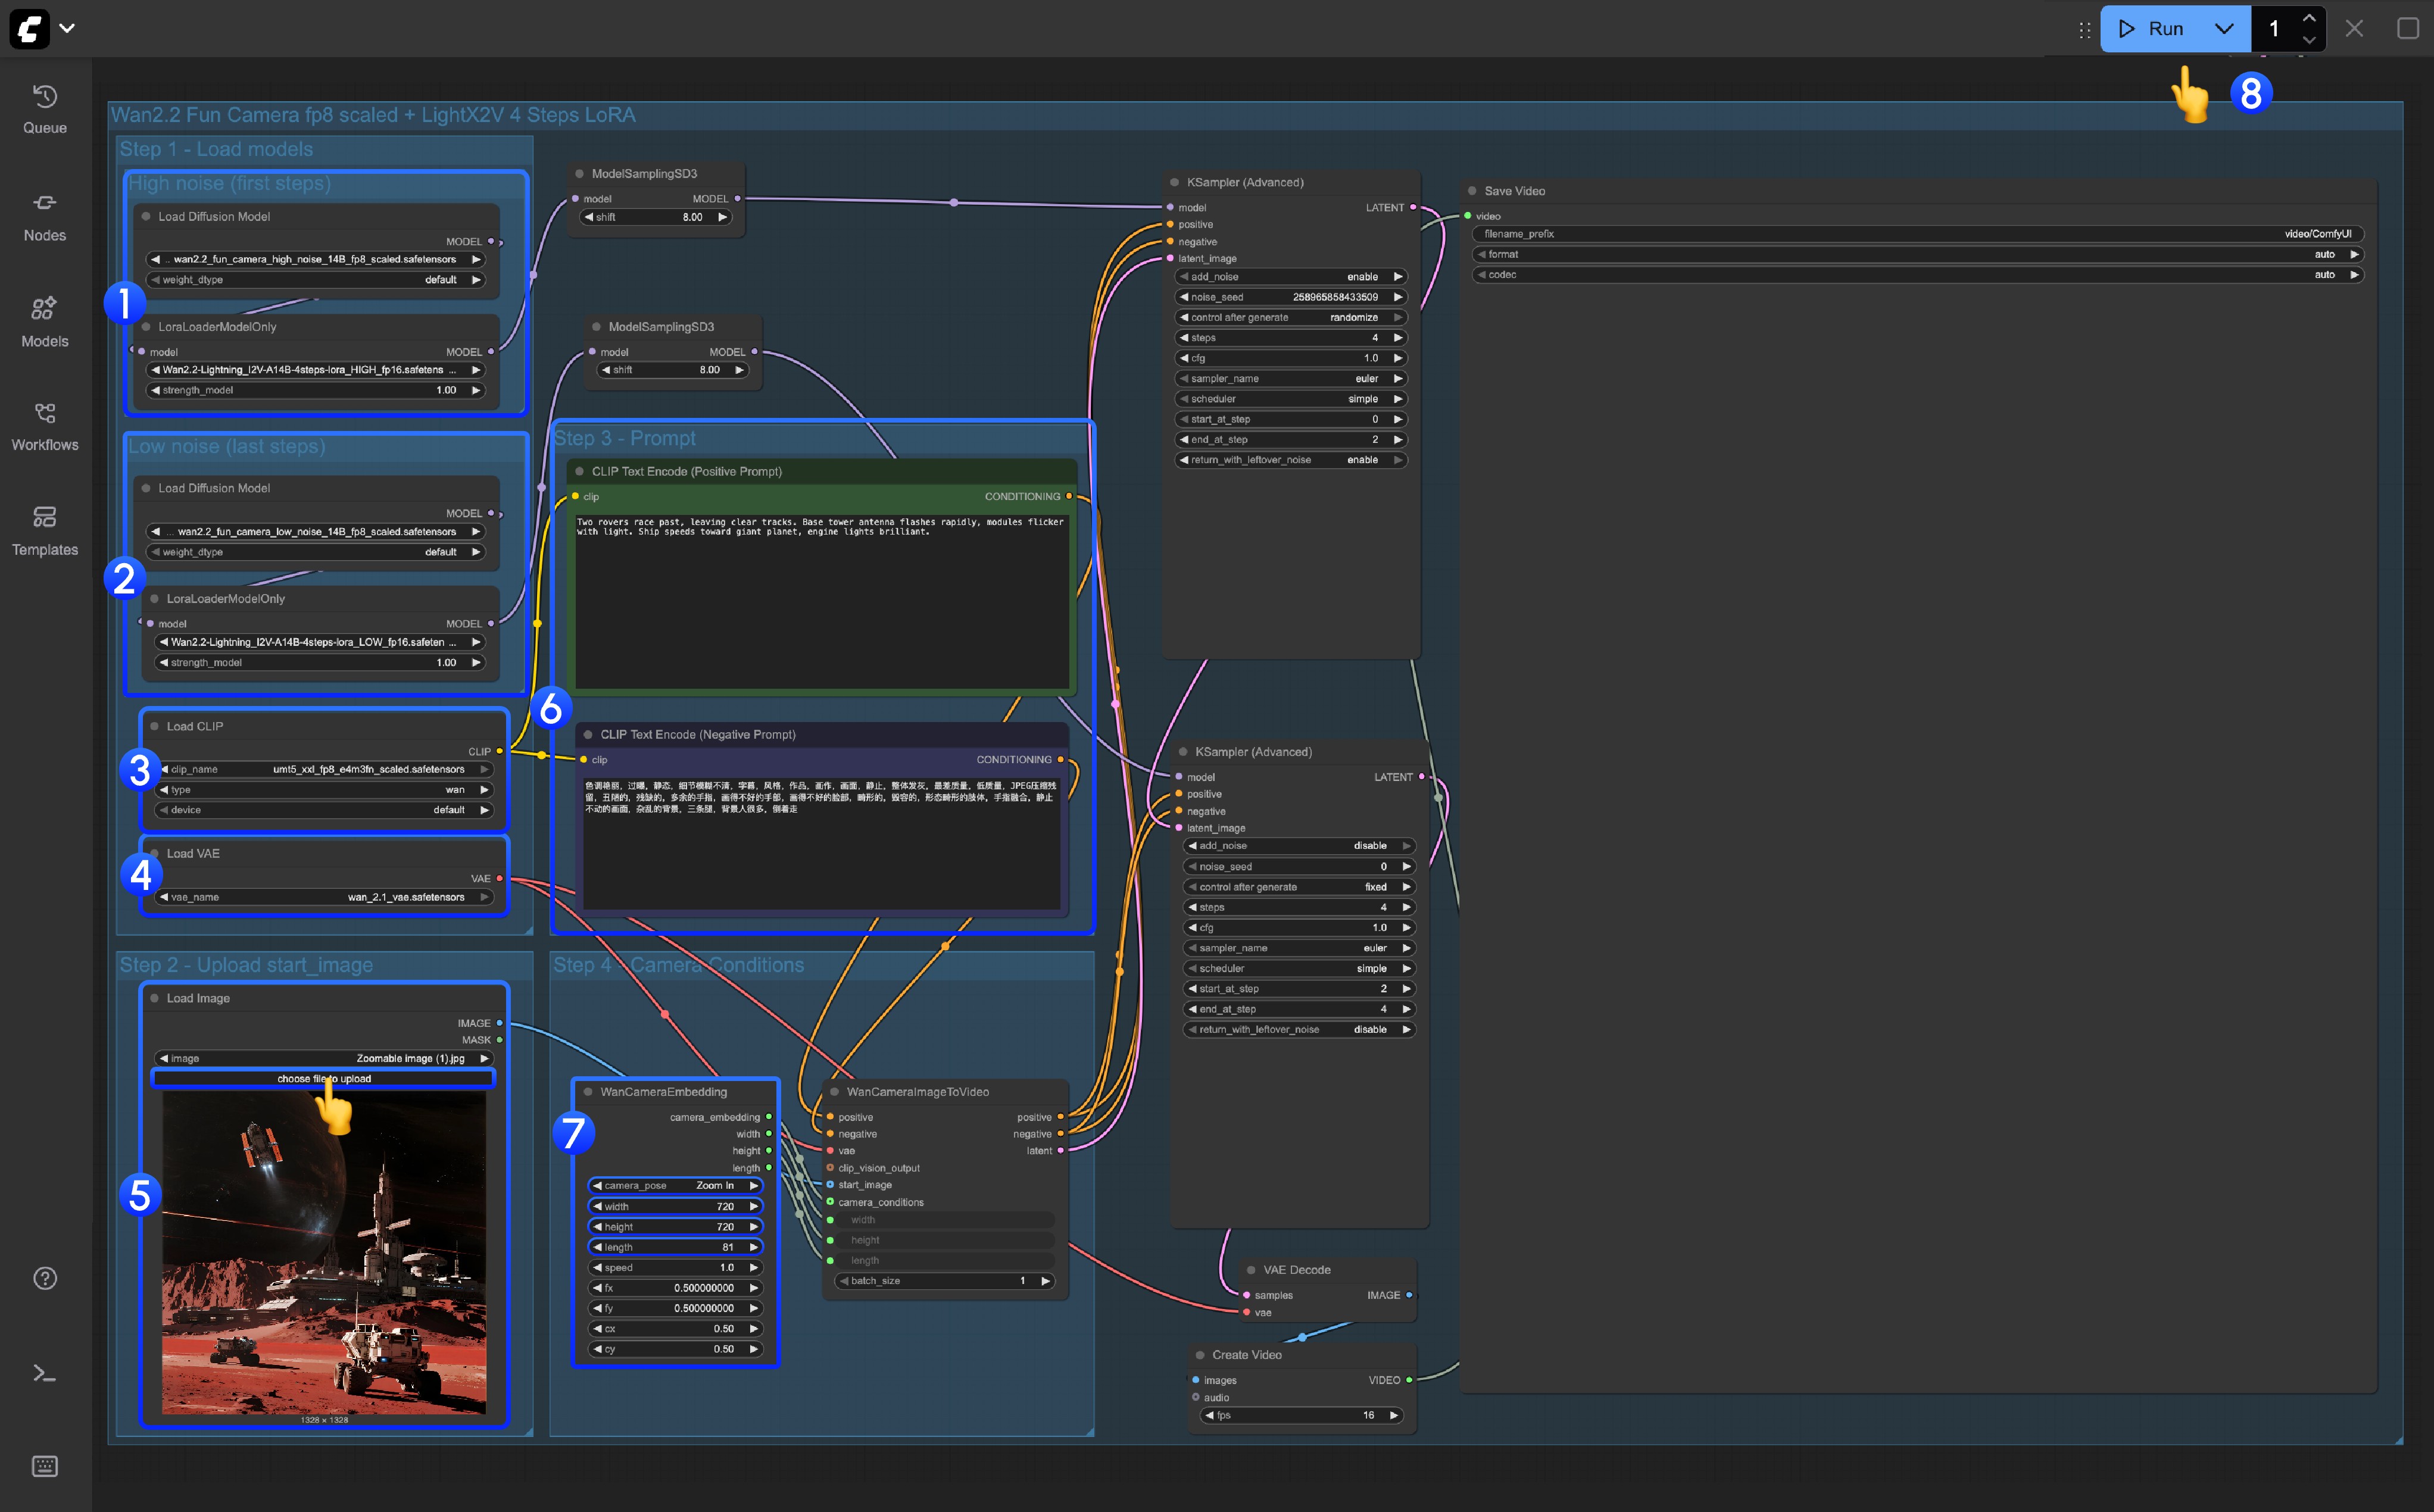 Run
1
8
Queue
Nodes
Models
Workflows
Templates
Wan2.2 Fun Camera fp8 scaled + LightX2V 4 Steps LoRA
Step 1 - Load models
High noise (first steps)
Load Diffusion Model
MODEL
.. wan2.2_fun_camera_high_noise_14B_fp8_scaled.safetensors
weight_dtype default
1
LoraLoaderModelOnly
model MODEL
Wan2.2-Lightning_I2V-A14B-4steps-lora_HIGH_fp16.safetens ...
strength_model 1.00
Low noise (last steps)
Load Diffusion Model
MODEL
... wan2.2_fun_camera_low_noise_14B_fp8_scaled.safetensors
weight_dtype default
2
LoraLoaderModelOnly
model MODEL
Wan2.2-Lightning_I2V-A14B-4steps-lora_LOW_fp16.safeten ...
strength_model 1.00
Load CLIP
CLIP
3
clip_name umt5_xxl_fp8_e4m3fn_scaled.safetensors
type wan
device default
Load VAE
4
VAE
vae_name wan_2.1_vae.safetensors
Step 2 - Upload start_image
Load Image
IMAGE
MASK
image Zoomable image (1).jpg
choose file to upload
5
1328 × 1328
ModelSamplingSD3
model MODEL
shift 8.00
ModelSamplingSD3
model MODEL
shift 8.00
Step 3 - Prompt
CLIP Text Encode (Positive Prompt)
clip CONDITIONING
Two rovers race past, leaving clear tracks. Base tower antenna flashes rapidly, modules flicker
with light. Ship speeds toward giant planet, engine lights brilliant.
6
CLIP Text Encode (Negative Prompt)
clip CONDITIONING
色调艳丽，过曝，静态，细节模糊不清，字幕，风格，作品，画作，画面，静止，整体发灰，最差质量，低质量，JPEG压缩残
留，丑陋的，残缺的，多余的手指，画得不好的手部，画得不好的脸部，畸形的，毁容的，形态畸形的肢体，手指融合，静止
不动的画面，杂乱的背景，三条腿，背景人很多，倒着走
Step 4 - Camera Conditions
WanCameraEmbedding
7
camera_embedding
width
height
length
camera_pose Zoom In
width 720
height 720
length 81
speed 1.0
fx 0.500000000
fy 0.500000000
cx 0.50
cy 0.50
WanCameraImageToVideo
positive positive
negative negative
vae latent
clip_vision_output
start_image
camera_conditions
width
height
length
batch_size 1
KSampler (Advanced)
model LATENT
positive
negative
latent_image
add_noise enable
noise_seed 258965858433509
control after generate randomize
steps 4
cfg 1.0
sampler_name euler
scheduler simple
start_at_step 0
end_at_step 2
return_with_leftover_noise enable
KSampler (Advanced)
model LATENT
positive
negative
latent_image
add_noise disable
noise_seed 0
control after generate fixed
steps 4
cfg 1.0
sampler_name euler
scheduler simple
start_at_step 2
end_at_step 4
return_with_leftover_noise disable
VAE Decode
samples IMAGE
vae
Create Video
images VIDEO
audio
fps 16
Save Video
video
filename_prefix video/ComfyUI
format auto
codec auto